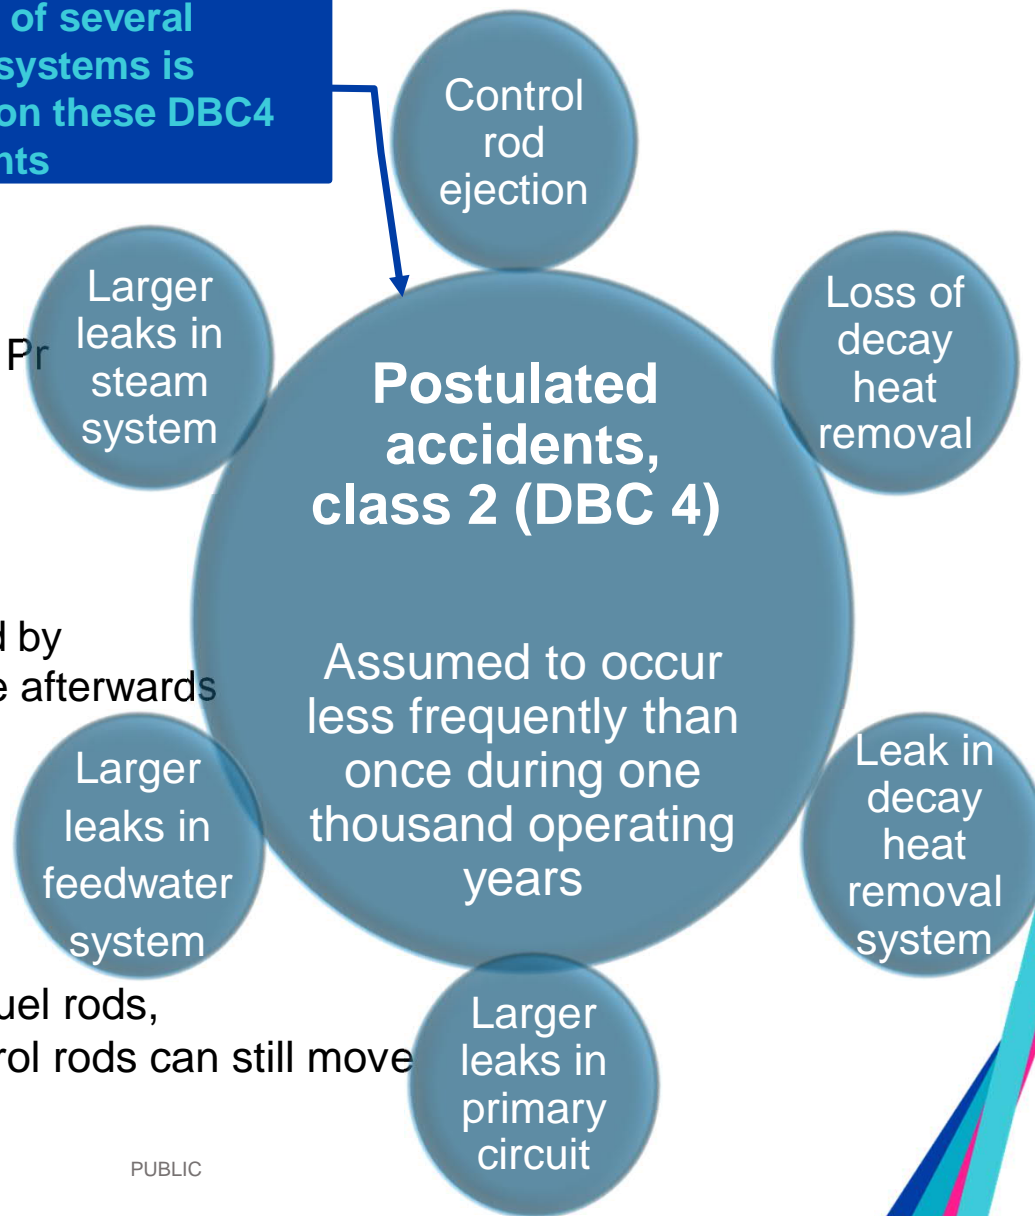 of several
systems is
on these DBC4
nts
Control
rod
ejection
Larger
leaks in
steam
system
Loss of
decay
heat
removal
Pr
Postulated
accidents,
class 2 (DBC 4)
Assumed to occur
less frequently than
once during one
thousand operating
years
d by
e afterwards
Larger
leaks in
feedwater
system
Leak in
decay
heat
removal
system
uel rods,
rol rods can still move
Larger
leaks in
primary
circuit
PUBLIC